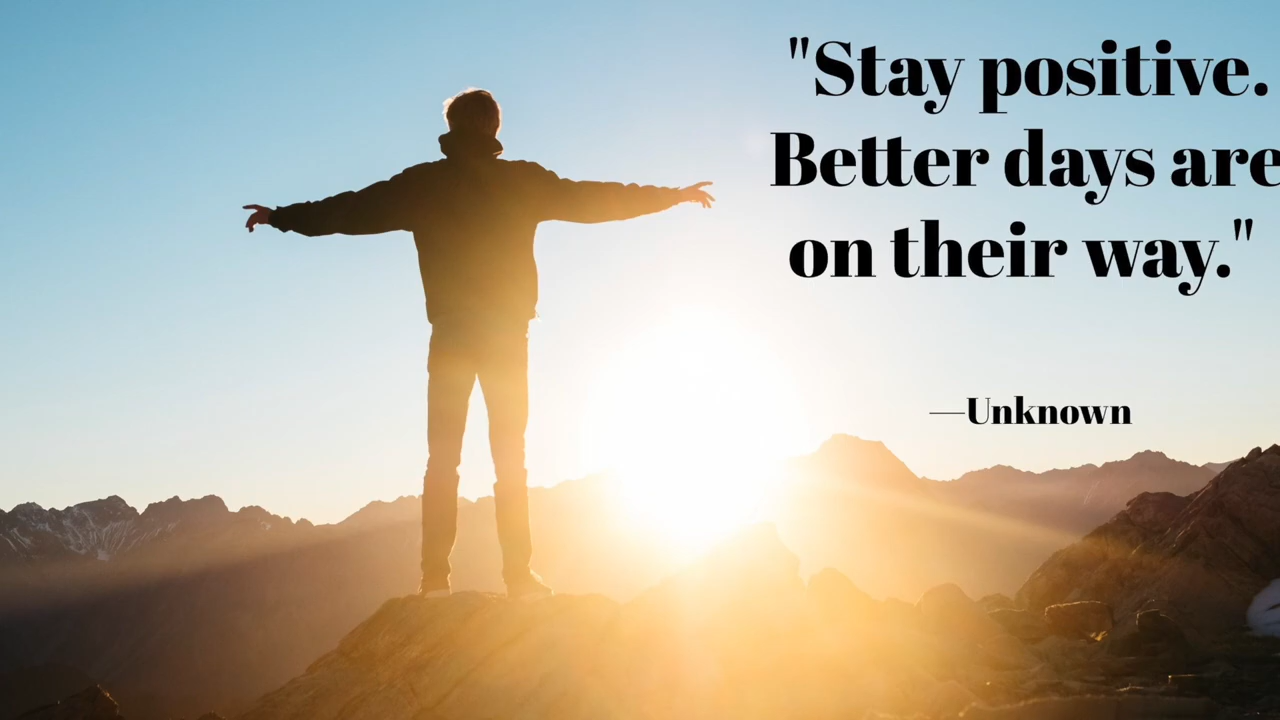 "Stay positive.
Better days are
on their way."
—Unknown